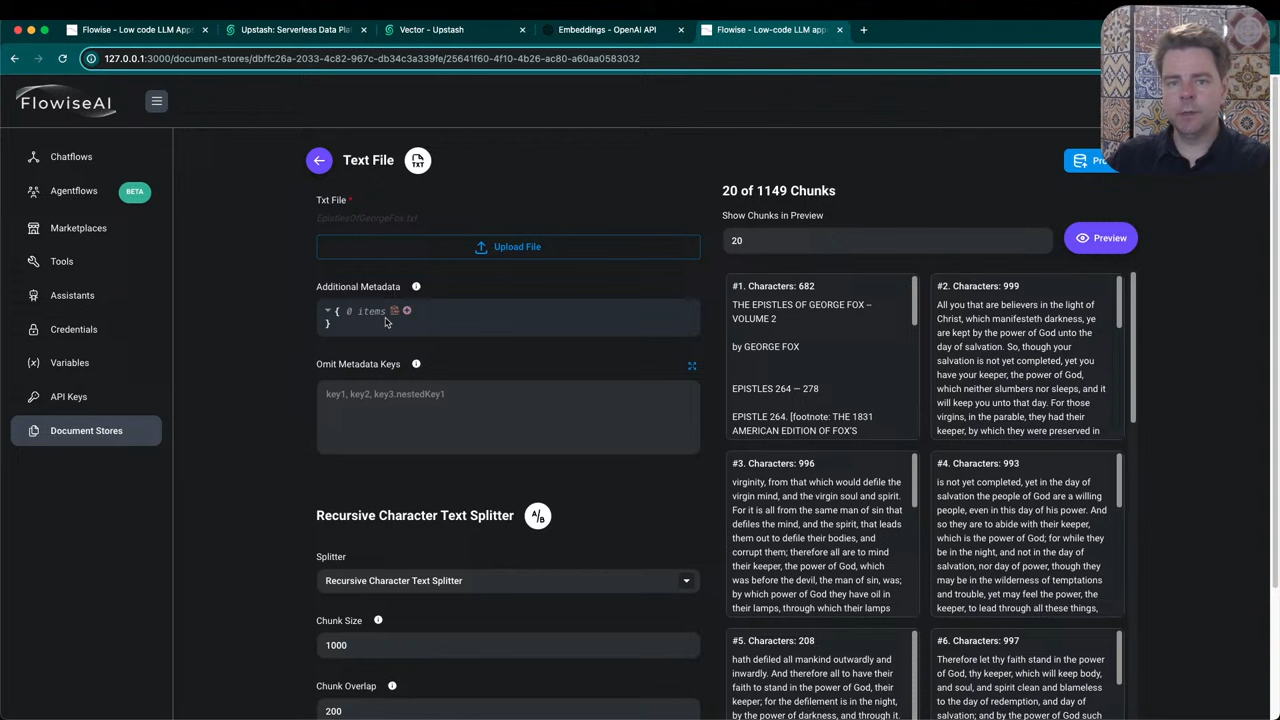 Flowise - Low code LLM Apps
Upstash: Serverless Data Pla
Vector - Upstash
Embeddings - OpenAI API
Flowise - Low-code LLM app
127.0.0.1:3000/document-stores/dbffc26a-2033-4c82-967c-db34c3a339fe/25641f60-4f10-4b26-ac80-a60aa0583032
FlowiseAI
Chatflows
Agentflows
BETA
Marketplaces
Tools
Assistants
Credentials
Variables
API Keys
Document Stores
Text File
TXT
Txt File *
EpistlesOfGeorgeFox.txt
Upload File
Additional Metadata
{ 0 items
}
Omit Metadata Keys
key1, key2, key3.nestedKey1
Recursive Character Text Splitter
A/B
Splitter
Recursive Character Text Splitter
Chunk Size
1000
Chunk Overlap
200
20 of 1149 Chunks
Show Chunks in Preview
20
Preview
#1. Characters: 682
THE EPISTLES OF GEORGE FOX –
VOLUME 2
by GEORGE FOX
EPISTLES 264 — 278
EPISTLE 264. [footnote: THE 1831
AMERICAN EDITION OF FOX'S
#2. Characters: 999
All you that are believers in the light of
Christ, which manifesteth darkness, ye
are kept by the power of God unto the
day of salvation. So, though your
salvation is not yet completed, yet you
have your keeper, the power of God,
which neither slumbers nor sleeps, and
it will keep you unto that day. For those
virgins, in the parable, they had their
keeper, by which they were preserved in
#3. Characters: 996
virginity, from that which would defile the
virgin mind, and the virgin soul and spirit.
For it is all from the same man of sin that
defiles the mind, and the spirit, that leads
them out to defile their bodies, and
corrupt them; therefore all are to mind
their keeper, the power of God, which
was before the devil, the man of sin, was;
by which power of God they have oil in
their lamps, through which their lamps
#4. Characters: 993
is not yet completed, yet in the day of
salvation the people of God are a willing
people, even in this day of his power. And
so they are to abide with their keeper,
which is the power of God; for while they
be in the night, and not in the day of
salvation, nor day of power, though they
may be in the wilderness of temptations
and trouble, yet may feel the power, the
keeper, to lead through all these things,
#5. Characters: 208
hath defiled all mankind outwardly and
inwardly. And therefore all to have their
faith to stand in the power of God, their
keeper; for the defilement is in the night,
by the power of darkness, and through it.
#6. Characters: 997
Therefore let thy faith stand in the power
of God, thy keeper, which will keep body,
and soul, and spirit clean and blameless
to the day of redemption, and day of
salvation; and by the power of God such